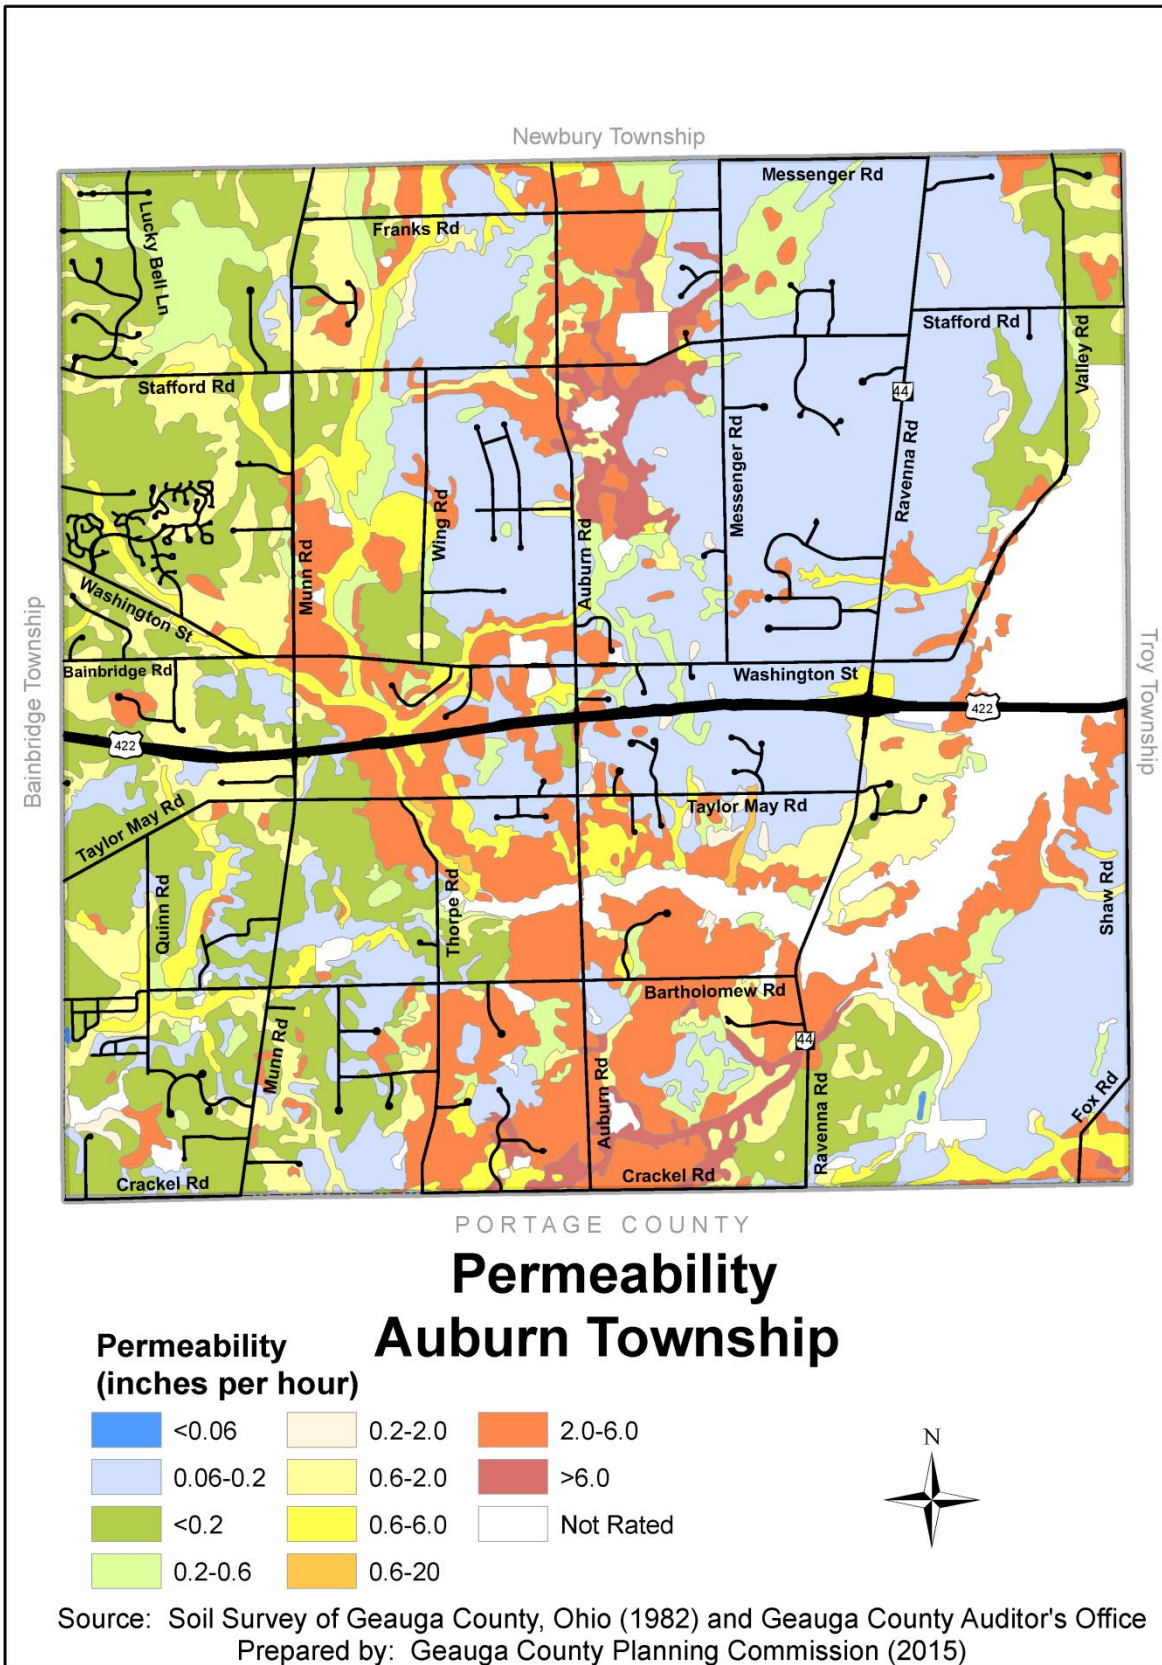 Newbury Township
Messenger Rd
Lucky Bell Ln
Franks Rd
Stafford Rd
Valley Rd
Stafford Rd
44
Ravenna Rd
Messenger Rd
Wing Rd
Munn Rd
Auburn Rd
Washington St
Bainbridge Rd
Washington St
422
422
Bainbridge Township
Troy Township
Taylor May Rd
Taylor May Rd
Quinn Rd
Thorpe Rd
Shaw Rd
Bartholomew Rd
44
Munn Rd
Auburn Rd
Ravenna Rd
Fox Rd
Crackel Rd
Crackel Rd
PORTAGE COUNTY
Permeability
Auburn Township
Permeability
(inches per hour)
<0.06
0.06-0.2
<0.2
0.2-0.6
0.2-2.0
0.6-2.0
0.6-6.0
0.6-20
2.0-6.0
>6.0
Not Rated
N
Source: Soil Survey of Geauga County, Ohio (1982) and Geauga County Auditor's Office
Prepared by: Geauga County Planning Commission (2015)